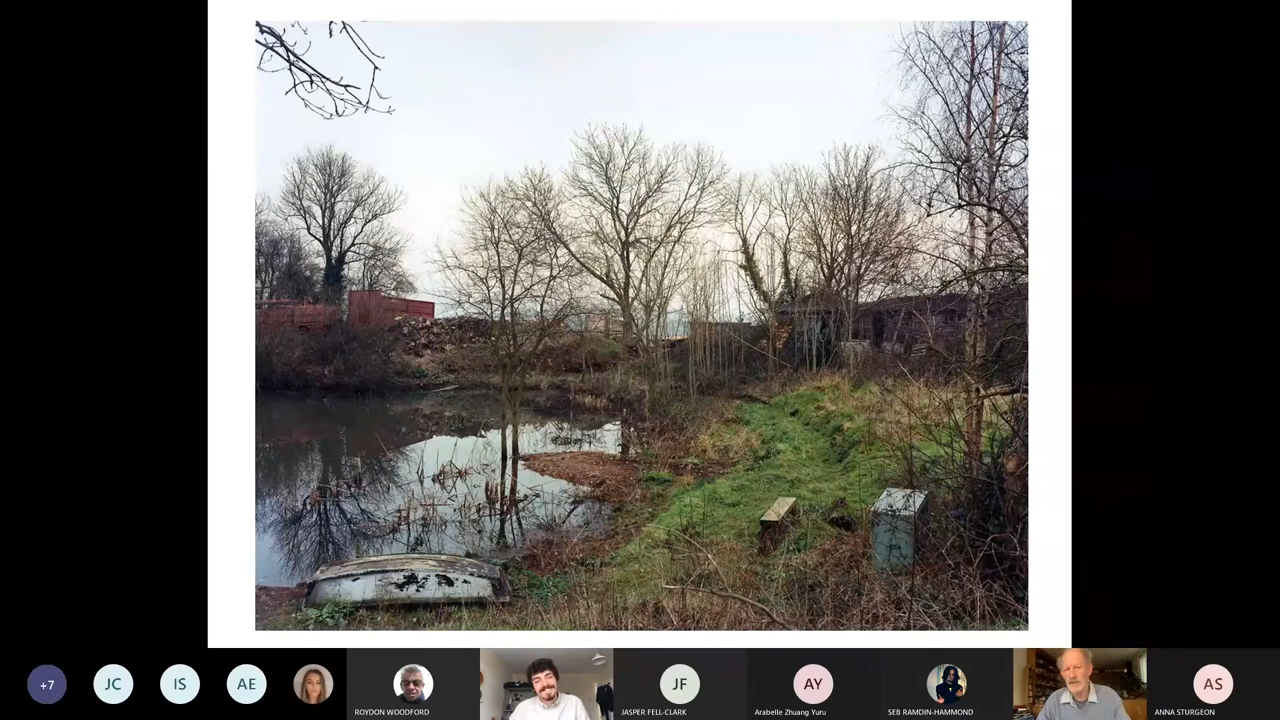 +7
JC
IS
AE
ROYDON WOODFORD
JF
JASPER FELL-CLARK
AY
Arabelle Zhuang Yuru
SEB RAMDIN-HAMMOND
AS
ANNA STURGEON